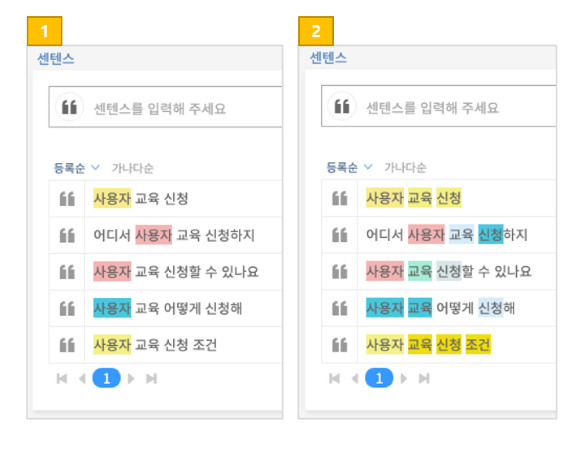 1
센텐스
센텐스를 입력해 주세요
등록순 가나다순
사용자 교육 신청
어디서 사용자 교육 신청하지
사용자 교육 신청할 수 있나요
사용자 교육 어떻게 신청해
사용자 교육 신청 조건
1
2
센텐스
센텐스를 입력해 주세요
등록순 가나다순
사용자 교육 신청
어디서 사용자 교육 신청하지
사용자 교육 신청할 수 있나요
사용자 교육 어떻게 신청해
사용자 교육 신청 조건
1